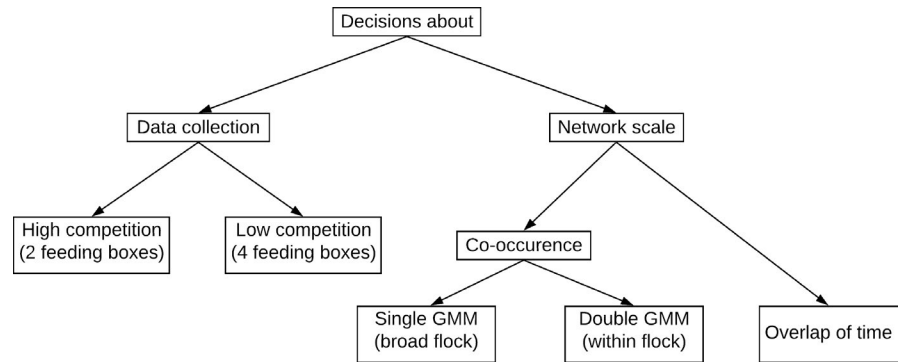 Decisions about
Data collection
Network scale
High competition
(2 feeding boxes)
Low competition
(4 feeding boxes)
Co-occurence
Single GMM
(broad flock)
Double GMM
(within flock)
Overlap of time